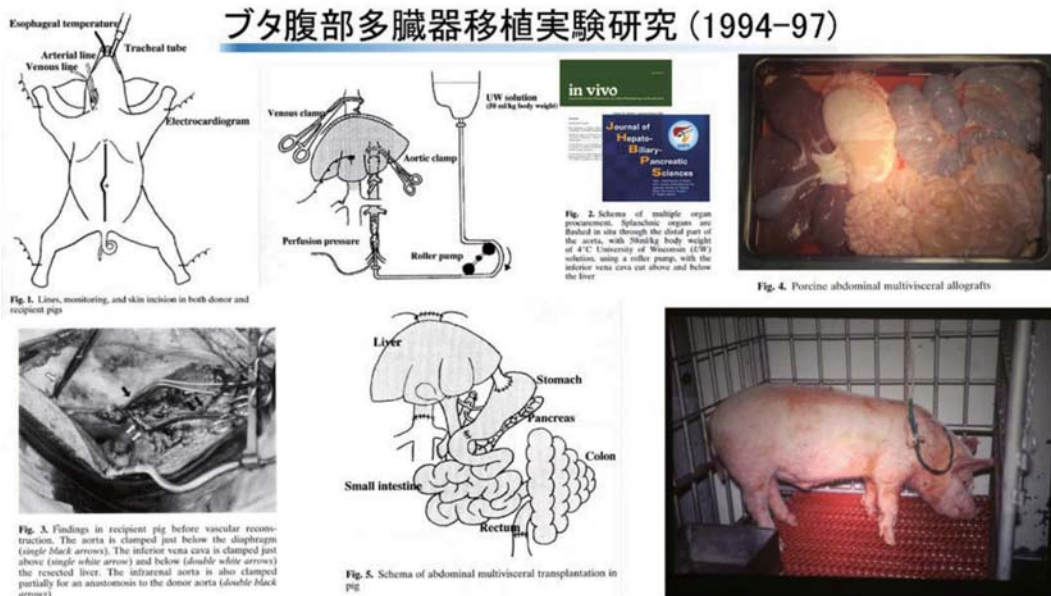 ブタ腹部多臓器移植実験研究 (1994-97)
Esophageal temperature
Tracheal tube
Arterial line
Venous line
Electrocardiogram
Fig. 1. Lines, monitoring, and skin incision in both donor and
recipient pigs
Venous clamp
Aortic clamp
Perfusion pressure
Roller pump
UW solution
(50 ml/kg body weight)
in vivo
Journal of
Hepato-
Biliary-
Pancreatic
Sciences
Fig. 2. Schema of multiple organ
procurement. Splanchnic organs are
flushed in situ through the distal part of
the aorta, with 50ml/kg body weight
of 4°C University of Wisconsin (UW)
solution, using a roller pump, with the
inferior vena cava cut above and below
the liver
Fig. 4. Porcine abdominal multivisceral allografts
Fig. 3. Findings in recipient pig before vascular recons-
truction. The aorta is clamped just below the diaphragm
(single black arrows). The inferior vena cava is clamped just
above (single white arrow) and below (double white arrows)
the resected liver. The infrarenal aorta is also clamped
partially for an anastomosis to the donor aorta (double black
arrows)
Liver
Stomach
Pancreas
Colon
Small intestine
Rectum
Fig. 5. Schema of abdominal multivisceral transplantation in
pig